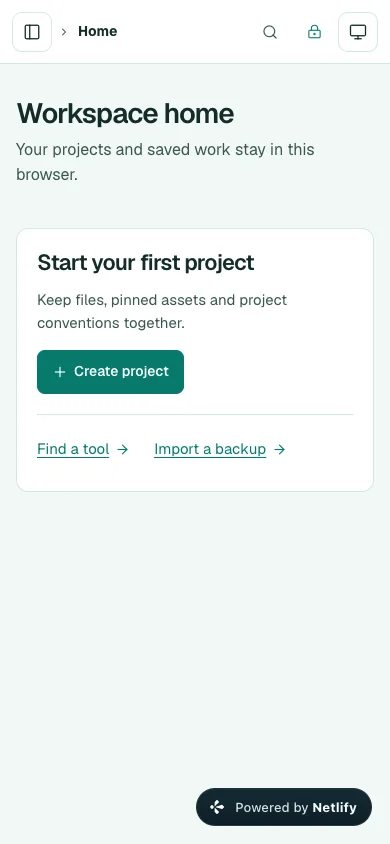 Home
Workspace home
Your projects and saved work stay in this
browser.
Start your first project
Keep files, pinned assets and project
conventions together.
Create project
Find a tool
Import a backup
Powered by Netlify